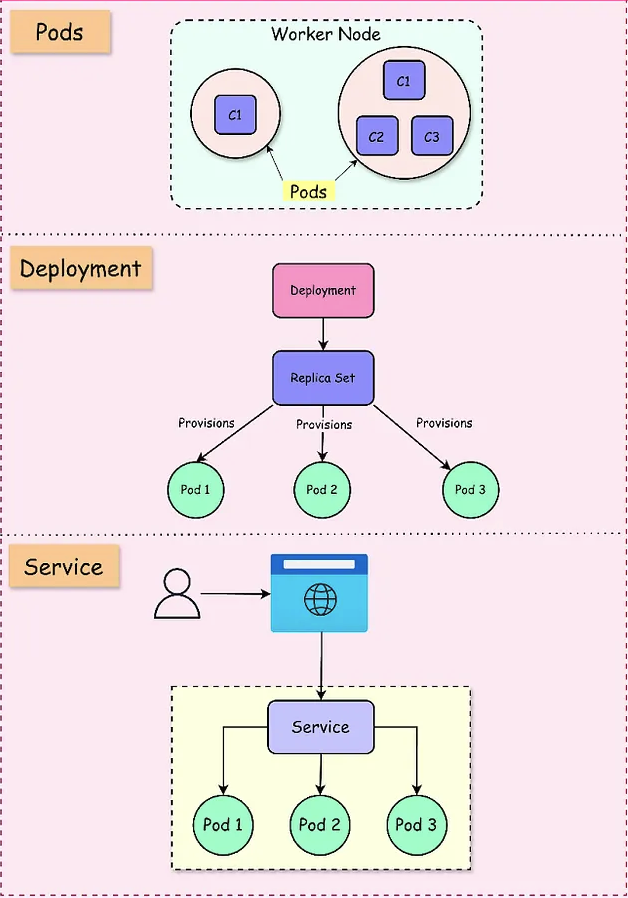 Pods
Worker Node
C1
C1
C2
C3
Pods
Deployment
Deployment
Replica Set
Provisions
Provisions
Provisions
Pod 1
Pod 2
Pod 3
Service
Service
Pod 1
Pod 2
Pod 3